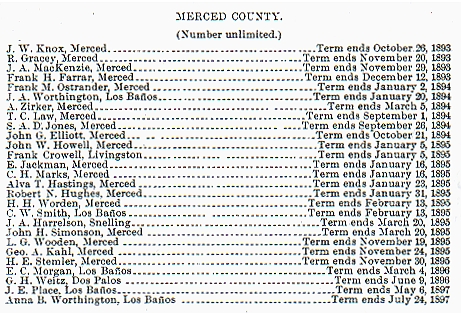 MERCED COUNTY.
(Number unlimited.)
J. W. Knox, Merced Term ends October 26, 1893
R. Gracey, Merced Term ends November 20, 1893
J. A. MacKenzie, Merced Term ends November 29, 1893
Frank H. Farrar, Merced Term ends December 12, 1893
Frank M. Ostrander, Merced Term ends January 2, 1894
J. A. Worthington, Los Baños Term ends January 20, 1894
A. Zirker, Merced Term ends March 5, 1894
T. C. Law, Merced Term ends September 1, 1894
S. A. D. Jones, Merced Term ends September 26, 1894
John G. Elliott, Merced Term ends October 21, 1894
John W. Howell, Merced Term ends January 5, 1895
Frank Crowell, Livingston Term ends January 5, 1895
E. Jackman, Merced Term ends January 16, 1895
C. H. Marks, Merced Term ends January 16, 1895
Alva T. Hastings, Merced Term ends January 23, 1895
Robert N. Hughes, Merced Term ends January 31, 1895
H. H. Worden, Merced Term ends February 13, 1895
C. W. Smith, Los Baños Term ends February 13, 1895
J. A. Harrelson, Snelling Term ends March 20, 1895
John H. Simonson, Merced Term ends March 20, 1895
L. G. Wooden, Merced Term ends November 19, 1895
Geo. A. Kahl, Merced Term ends November 24, 1895
H. E. Stemler, Merced Term ends November 30, 1895
E. C. Morgan, Los Baños Term ends March 4, 1896
G. H. Weitz, Dos Palos Term ends June 9, 1896
J. E. Place, Los Baños Term ends May 6, 1897
Anna B. Worthington, Los Baños Term ends July 24, 1897